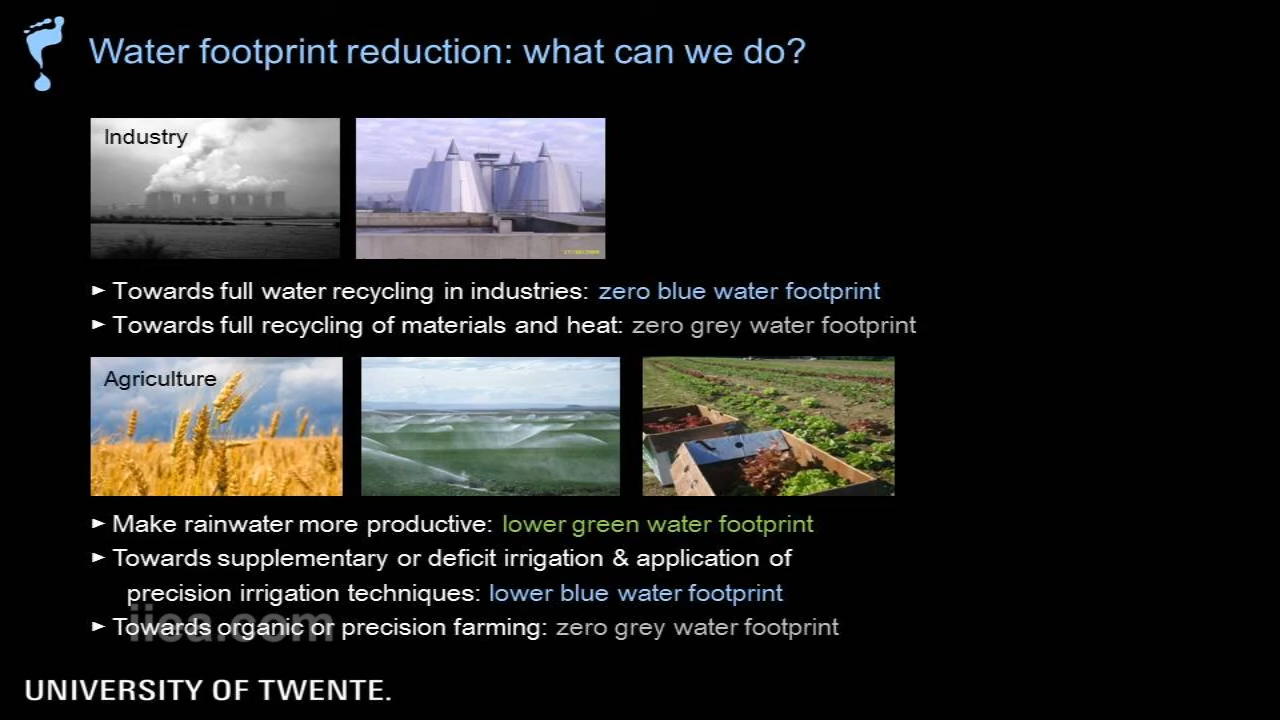 Water footprint reduction: what can we do?
Industry
► Towards full water recycling in industries: zero blue water footprint
► Towards full recycling of materials and heat: zero grey water footprint
Agriculture
► Make rainwater more productive: lower green water footprint
► Towards supplementary or deficit irrigation & application of
precision irrigation techniques: lower blue water footprint
► Towards organic or precision farming: zero grey water footprint
iiea.com
UNIVERSITY OF TWENTE.